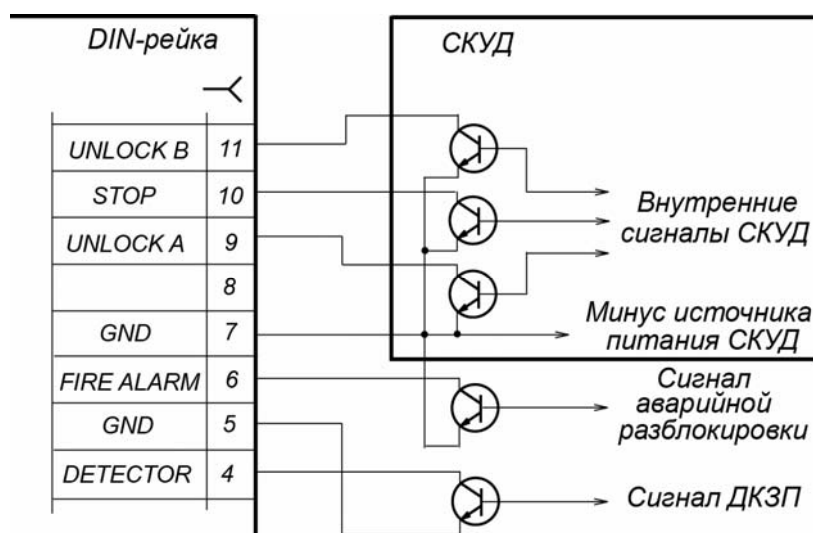 DIN-рейка
СКУД
UNLOCK B 11
STOP 10
UNLOCK A 9
8
GND 7
FIRE ALARM 6
GND 5
DETECTOR 4
Внутренние
сигналы СКУД
Минус источника
питания СКУД
Сигнал
аварийной
разблокировки
Сигнал ДКЗП